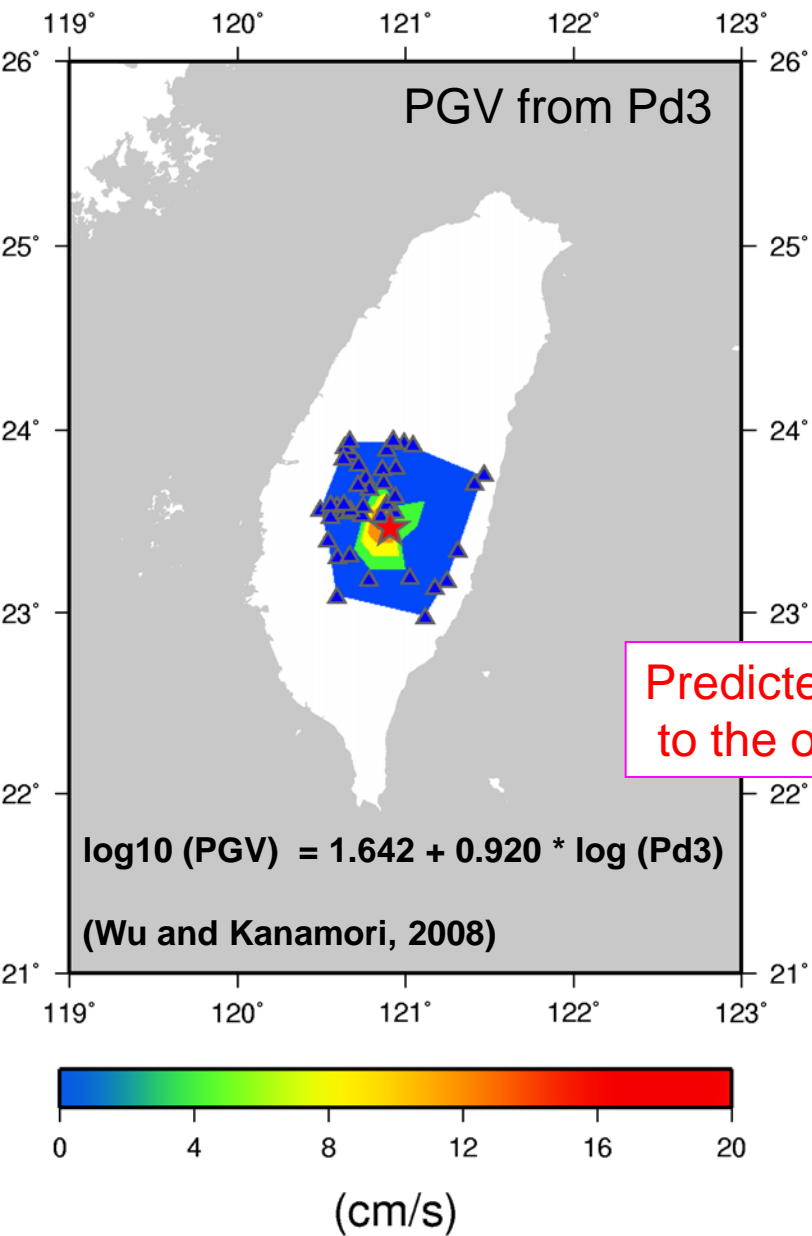 119° 120° 121° 122° 123°
26° 26°
PGV from Pd3
25° 25°
24° 24°
23° 23°
to the
22° 22°
log10 (PGV) = 1.642 + 0.920 * log (Pd3)
(Wu and Kanamori, 2008)
21° 21°
119° 120° 121° 122° 123°
0 4 8 12 16 20
(cm/s)